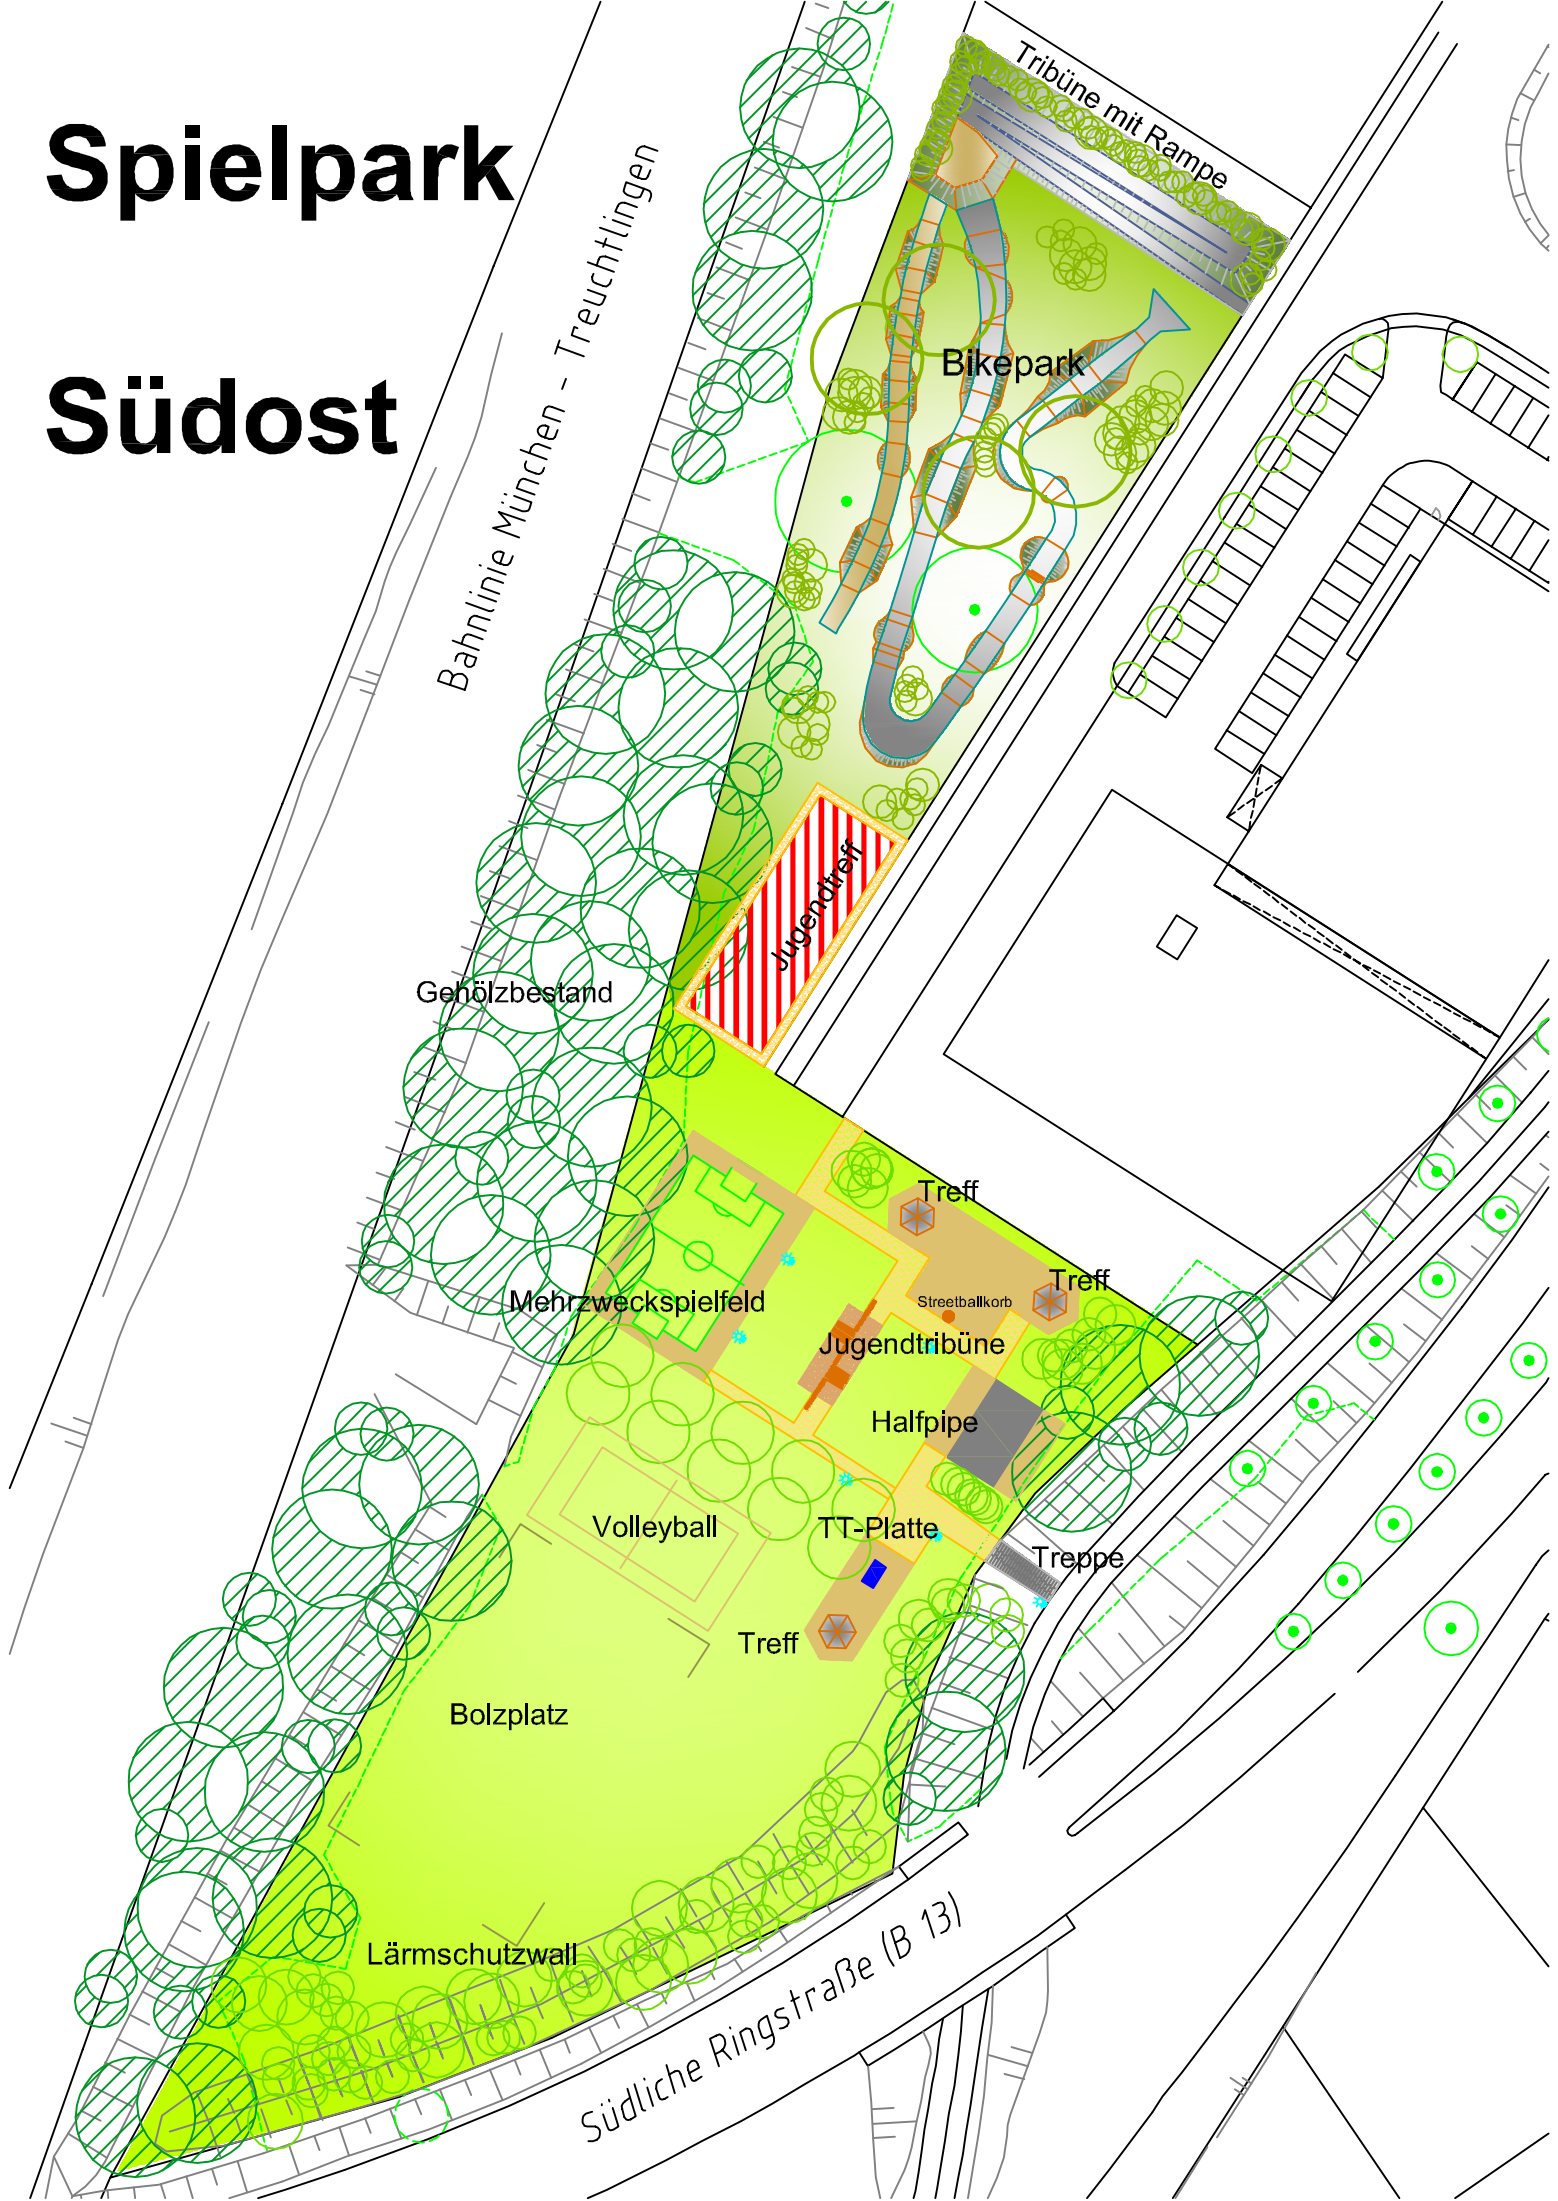 Spielpark
Südost
Tribüne mit Rampe
Bahnlinie München - Treuchtlingen
Bikepark
Jugendtreff
Gehölzbestand
Treff
Treff
Streetballkorb
Mehrzweckspielfeld
Jugendtribüne
Halfpipe
Volleyball
TT-Platte
Treppe
Treff
Bolzplatz
Lärmschutzwall
Südliche Ringstraße (B 13)